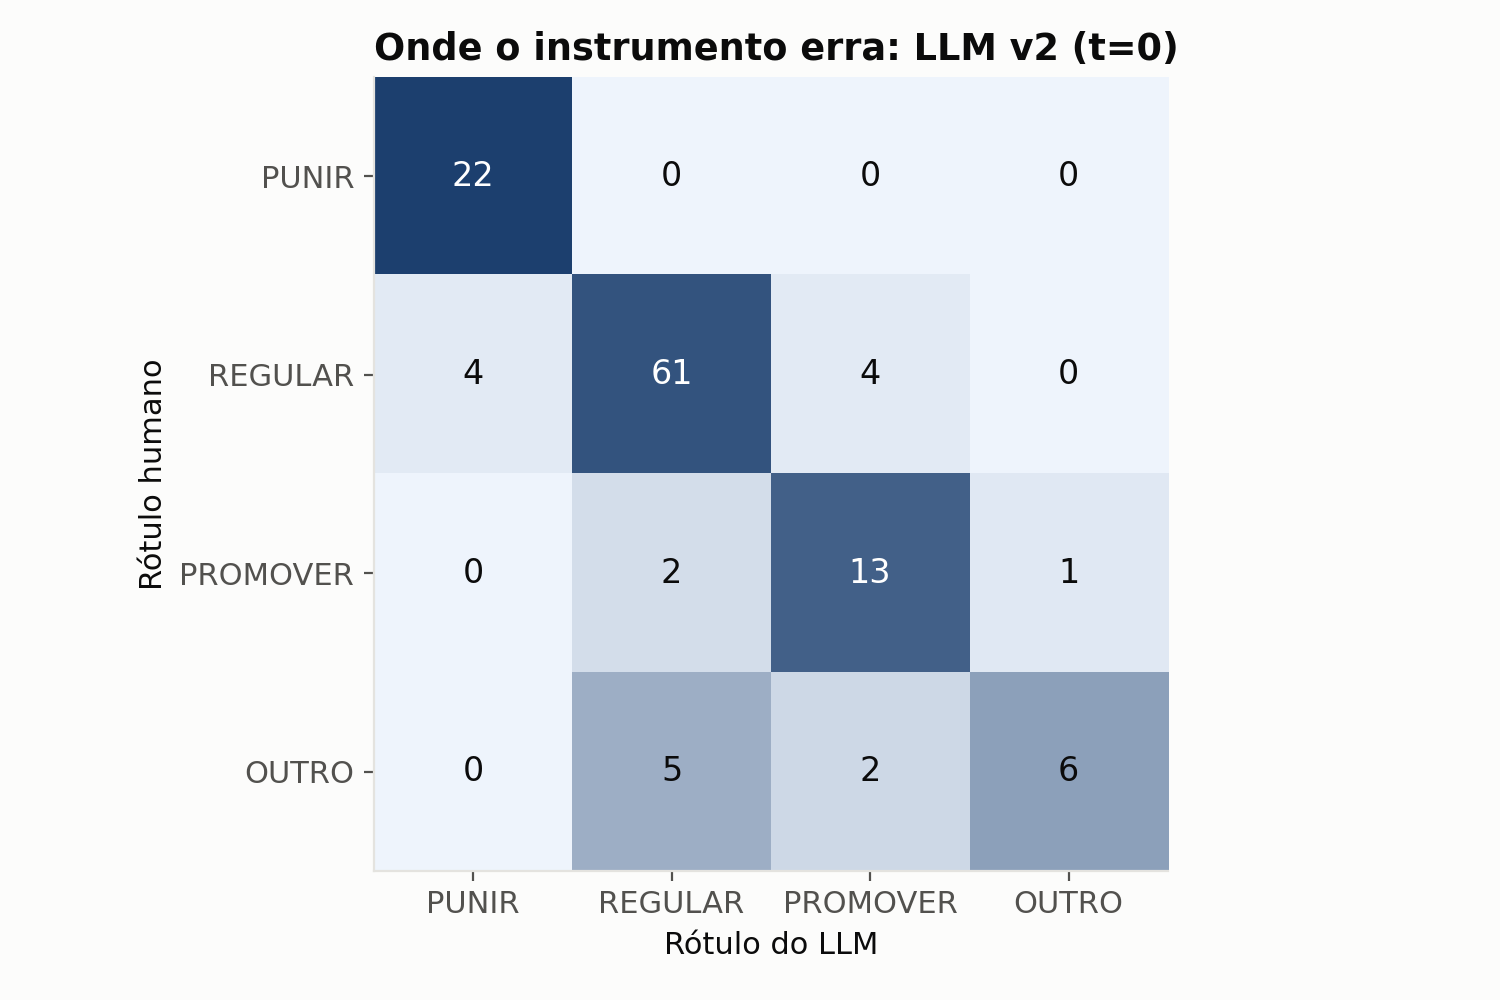 Onde o instrumento erra: LLM v2 (t=0)
PUNIR 22 0 0 0
REGULAR 4 61 4 0
PROMOVER 0 2 13 1
OUTRO 0 5 2 6
PUNIR REGULAR PROMOVER OUTRO
Rótulo do LLM
Rótulo humano